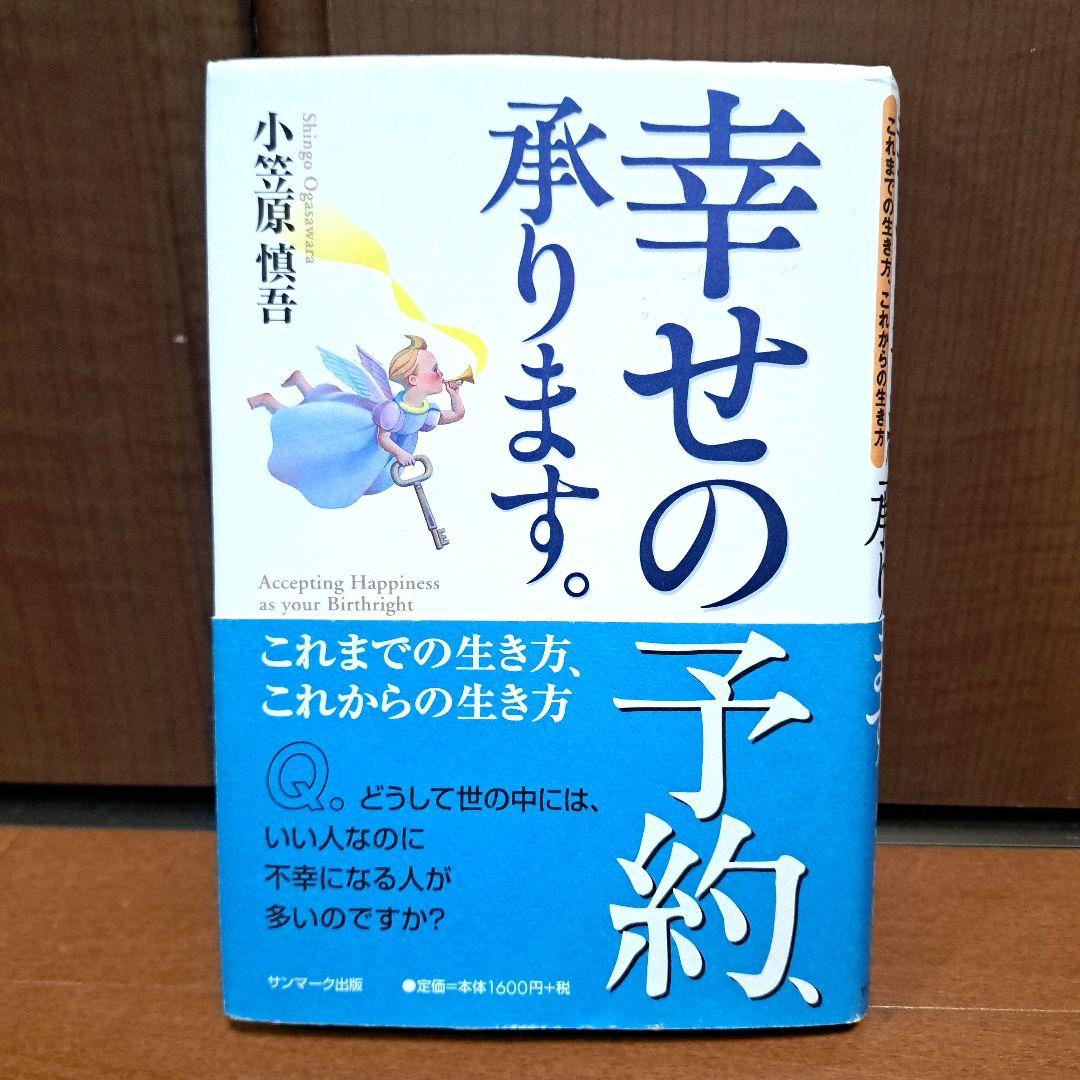 幸せの予約、
承ります。
Shingo Ogasawara
小笠原 慎吾
Accepting Happiness
as your Birthright
これまでの生き方、
これからの生き方
Q。どうして世の中には、
いい人なのに
不幸になる人が
多いのですか?
サンマーク出版
●定価=本体1600円+税
これまでの生き方、これからの生き方
承ります